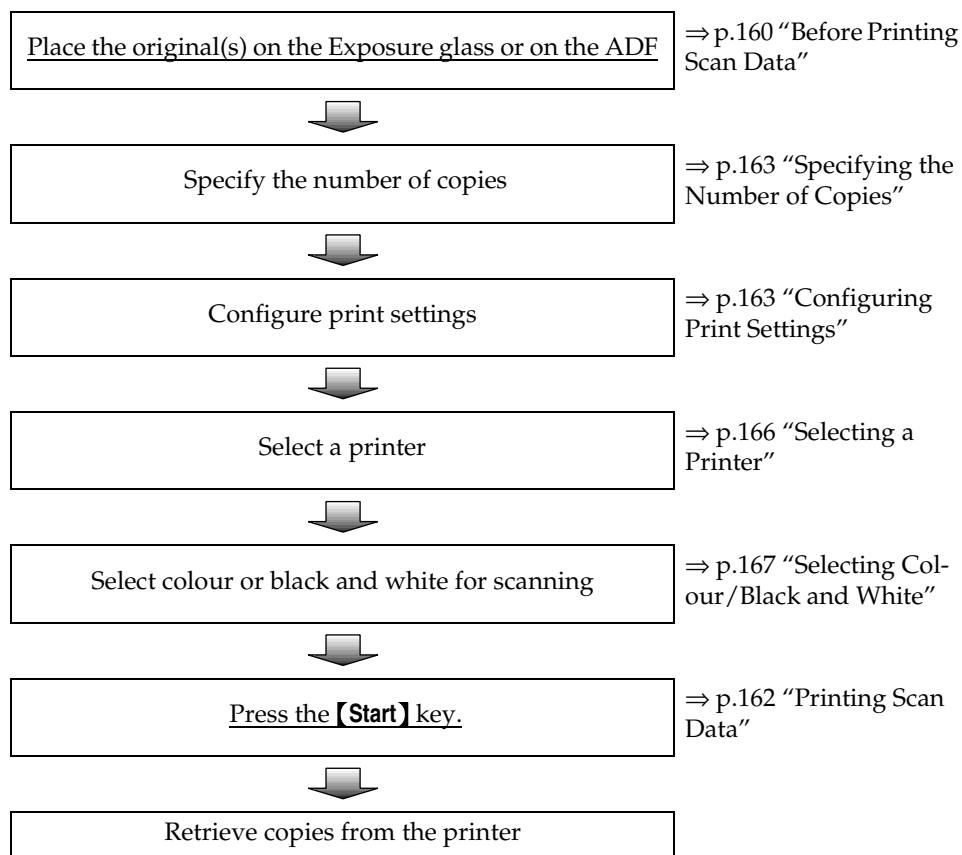 Place the original(s) on the Exposure glass or on the ADF
⇒ p.160 “Before Printing
Scan Data”
Specify the number of copies
⇒ p.163 “Specifying the
Number of Copies”
Configure print settings
⇒ p.163 “Configuring
Print Settings”
Select a printer
⇒ p.166 “Selecting a
Printer”
Select colour or black and white for scanning
⇒ p.167 “Selecting Col-
our/Black and White”
Press the 【Start】 key.
⇒ p.162 “Printing Scan
Data”
Retrieve copies from the printer